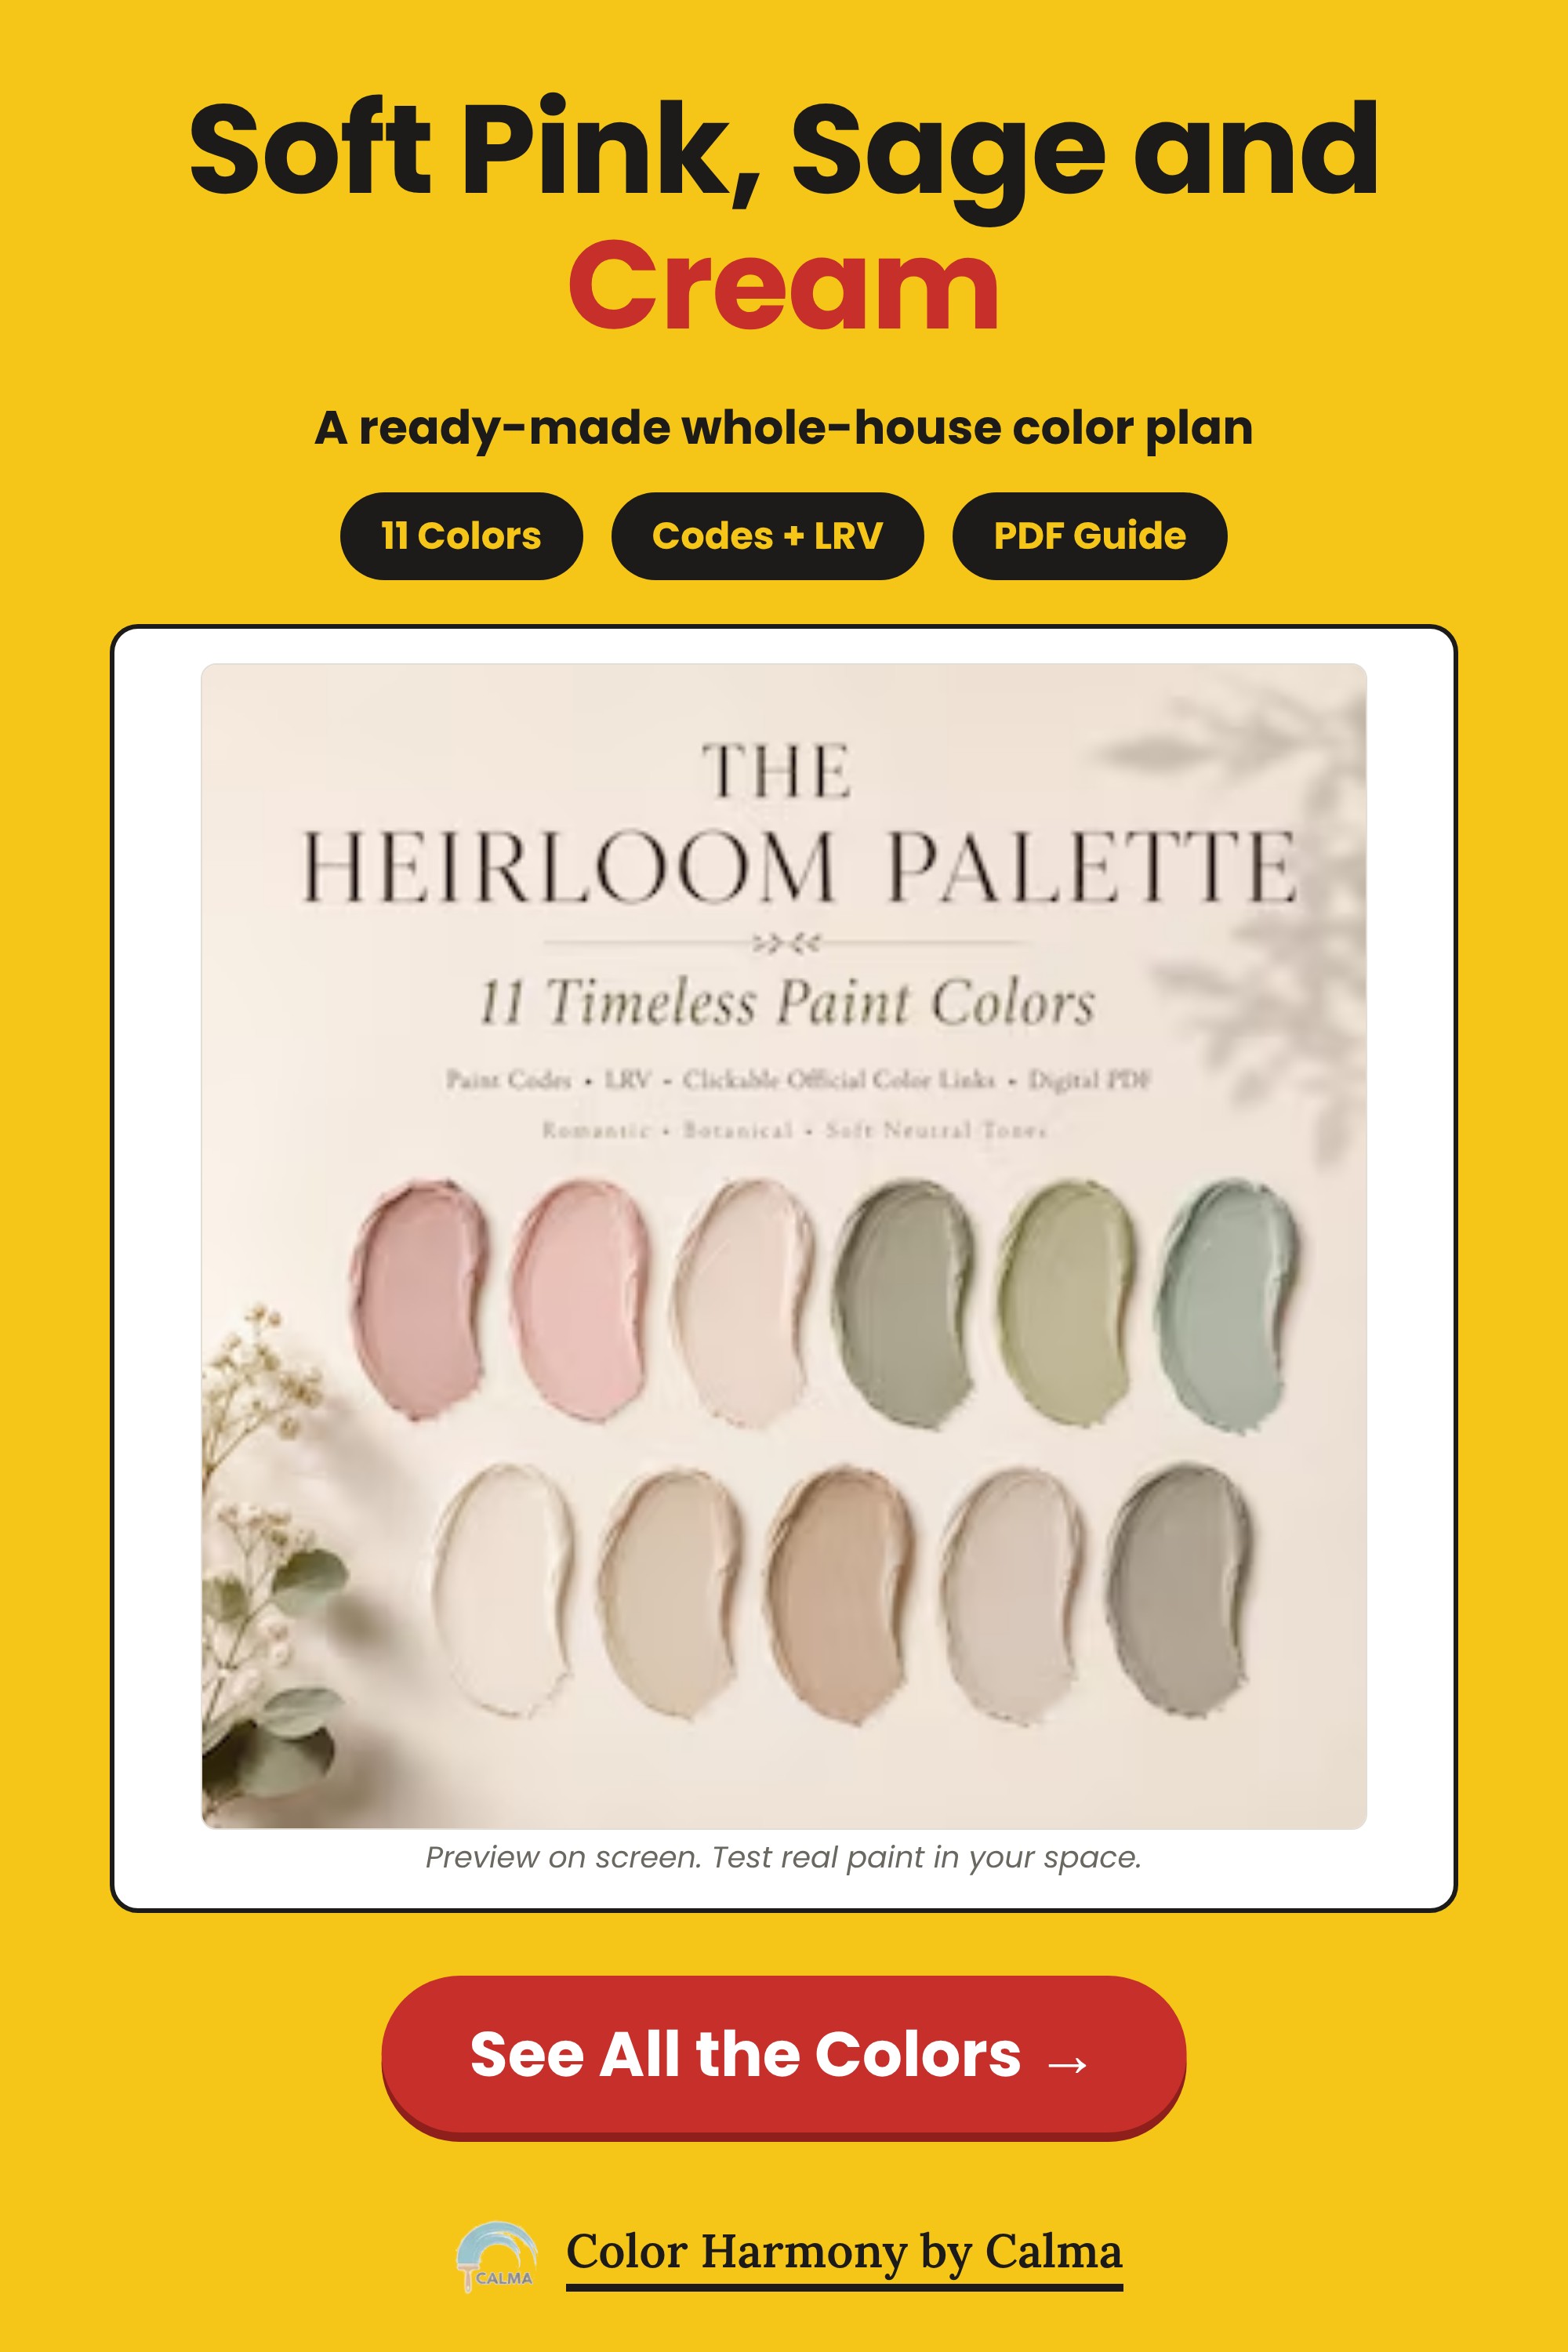 Soft Pink, Sage and
Cream
A ready-made whole-house color plan
11 Colors
Codes + LRV
PDF Guide
THE
HEIRLOOM PALETTE
11 Timeless Paint Colors
Paint Codes • LRV • Clickable Official Color Links • Digital PDF
Romantic • Botanical • Soft Neutral Tones
Preview on screen. Test real paint in your space.
See All the Colors →
CALMA
Color Harmony by Calma